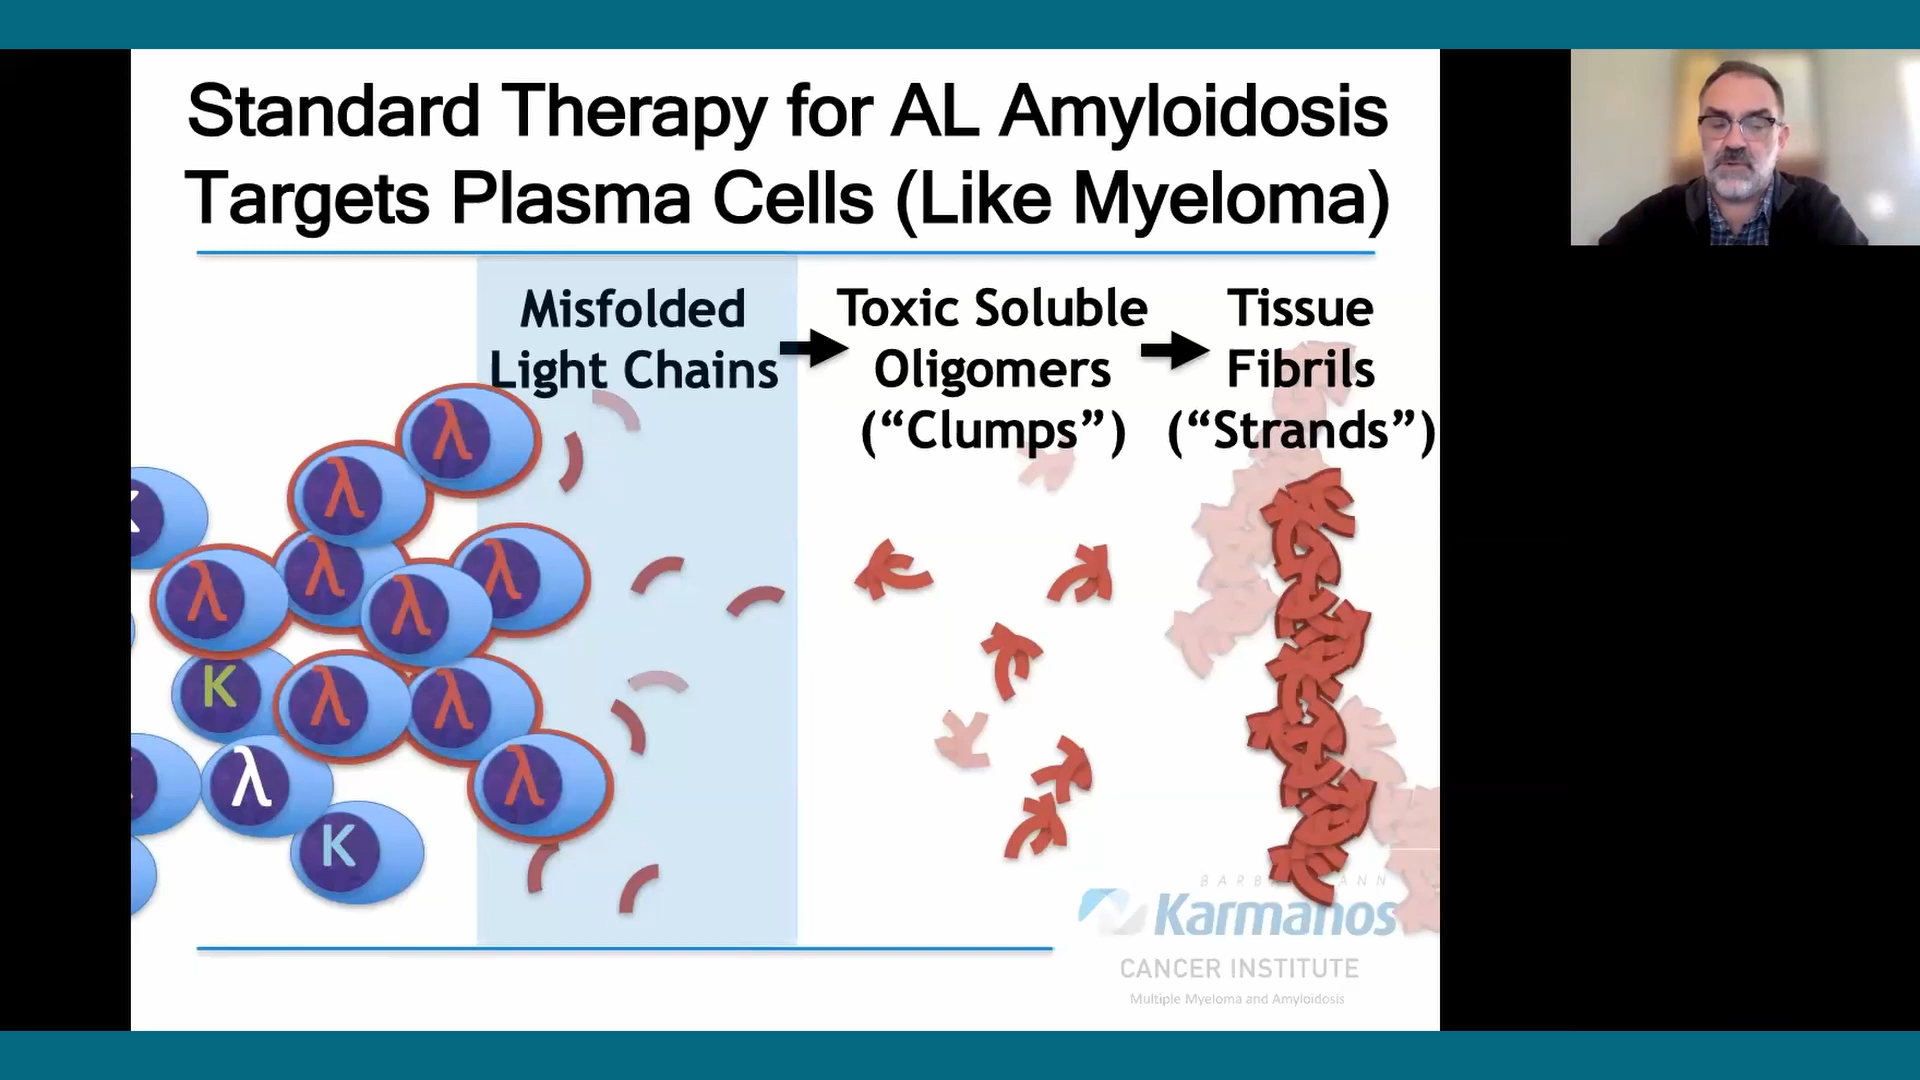 Standard Therapy for AL Amyloidosis
Targets Plasma Cells (Like Myeloma)
Misfolded
Light Chains
Toxic Soluble
Oligomers
(“Clumps”)
Tissue
Fibrils
(“Strands”)
λ
λ
λ
λ
λ
λ
K
λ
λ
λ
λ
K
Karmanos
CANCER INSTITUTE
Multiple Myeloma and Amyloidosis